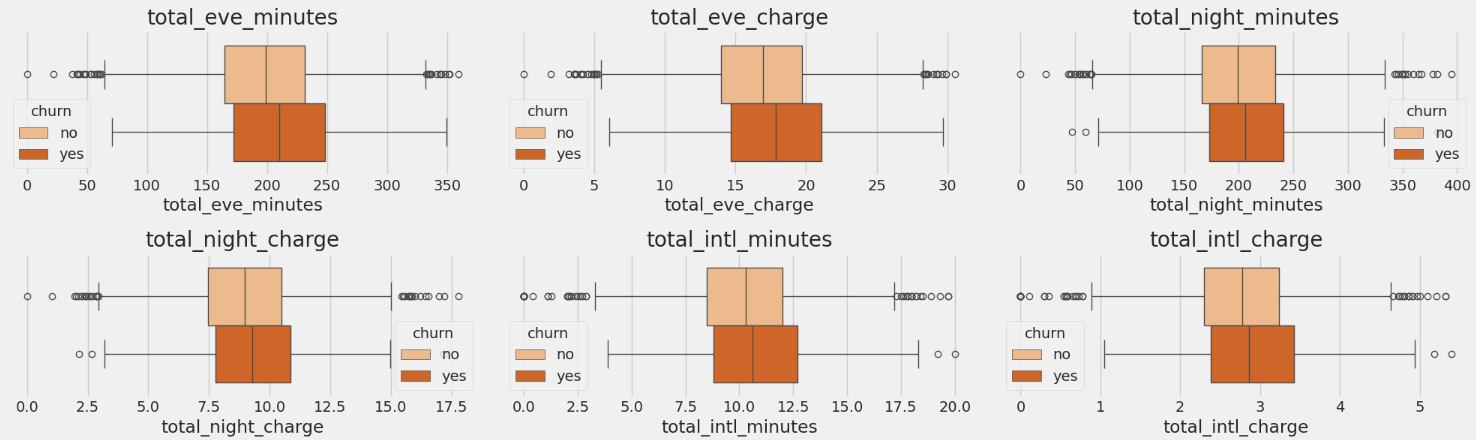 total_eve_minutes
churn
no
yes
0 50 100 150 200 250 300 350
total_eve_minutes
total_eve_charge
churn
no
yes
0 5 10 15 20 25 30
total_eve_charge
total_night_minutes
churn
no
yes
0 50 100 150 200 250 300 350 400
total_night_minutes
total_night_charge
churn
no
yes
0.0 2.5 5.0 7.5 10.0 12.5 15.0 17.5
total_night_charge
total_intl_minutes
churn
no
yes
0.0 2.5 5.0 7.5 10.0 12.5 15.0 17.5 20.0
total_intl_minutes
total_intl_charge
churn
no
yes
0 1 2 3 4 5
total_intl_charge